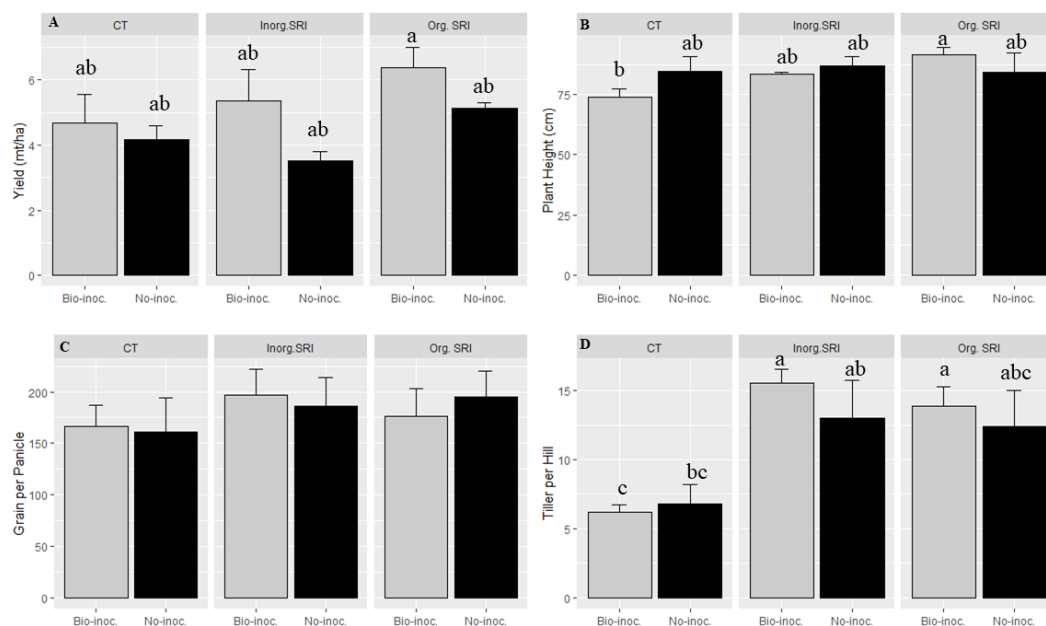 A
CT
Inorg.SRI
Org. SRI
ab
ab
ab
ab
a
ab
6
4
2
0
Yield (mt/ha)
Bio-inoc.
No-inoc.
Bio-inoc.
No-inoc.
Bio-inoc.
No-inoc.
B
CT
Inorg.SRI
Org. SRI
b
ab
ab
ab
a
ab
75
50
25
0
Plant Height (cm)
Bio-inoc.
No-inoc.
Bio-inoc.
No-inoc.
Bio-inoc.
No-inoc.
C
CT
Inorg.SRI
Org. SRI
200
150
100
50
0
Grain per Panicle
Bio-inoc.
No-inoc.
Bio-inoc.
No-inoc.
Bio-inoc.
No-inoc.
D
CT
Inorg.SRI
Org. SRI
c
bc
a
ab
a
abc
15
10
5
0
Tiller per Hill
Bio-inoc.
No-inoc.
Bio-inoc.
No-inoc.
Bio-inoc.
No-inoc.